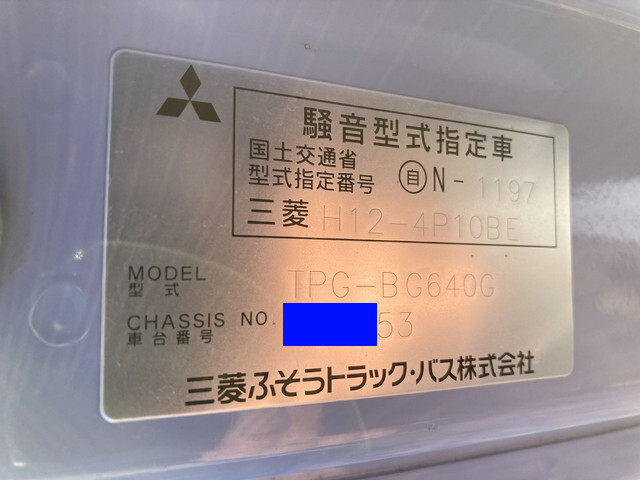 騒音型式指定車
国土交通省
型式指定番号 自 N-1197
三菱 H12-4P10BE
MODEL TPG-BG640G
型式
CHASSIS NO. 53
車台番号
三菱ふそうトラック・バス株式会社